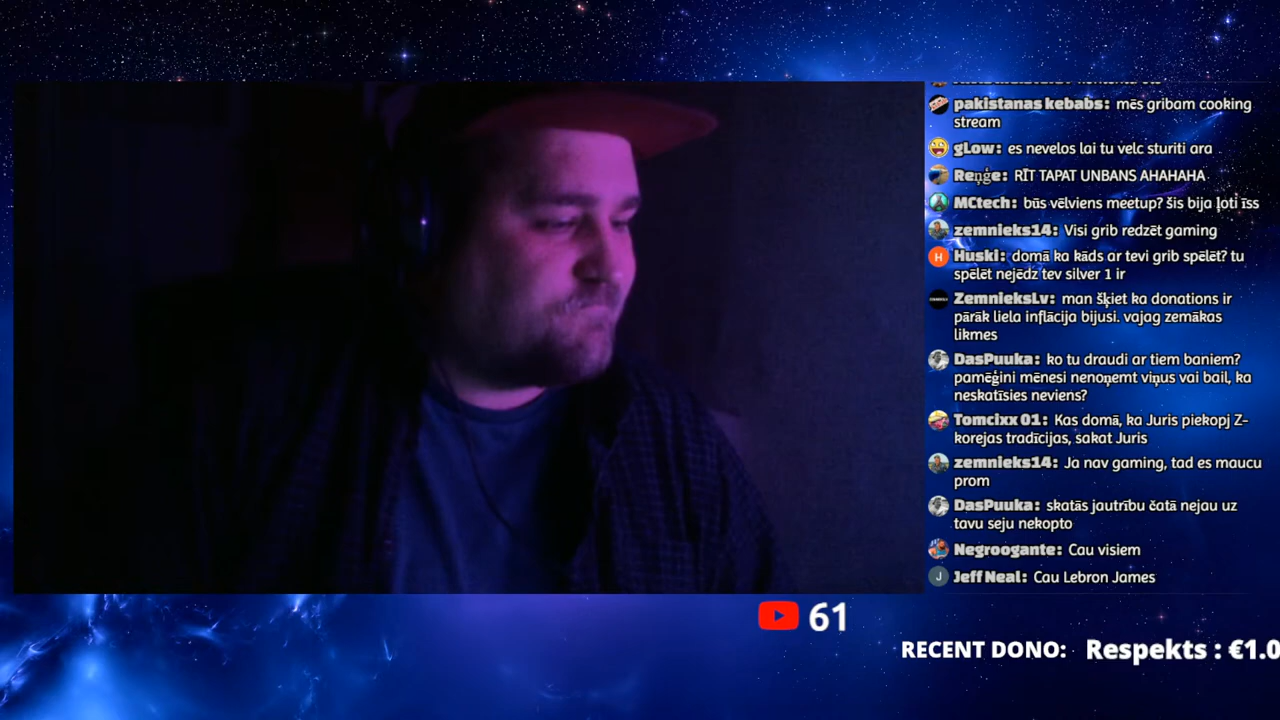 pakistanas kebabs: mēs gribam cooking
stream
gLow: es nevelos lai tu velc sturiti ara
Reņģe: RĪT TAPAT UNBANS AHAHAHA
MCtech: būs vēlviens meetup? šis bija ļoti īss
zemnieks14: Visi grib redzēt gaming
H Huski: domā ka kāds ar tevi grib spēlēt? tu
spēlēt nejēdz tev silver 1 ir
ZemnieksLv: man šķiet ka donations ir
pārāk liela inflācija bijusi. vajag zemākas
likmes
DasPuuka: ko tu draudi ar tiem baniem?
pamēģini mēnesi nenoņemt viņus vai bail, ka
neskatīsies neviens?
Tomcixx 01: Kas domā, ka Juris piekopj Z-
korejas tradīcijas, sakat Juris
zemnieks14: Ja nav gaming, tad es maucu
prom
DasPuuka: skatās jautrību čatā nejau uz
tavu seju nekopto
Negroogante: Cau visiem
J Jeff Neal: Cau Lebron James
61
RECENT DONO: Respekts : €1.0